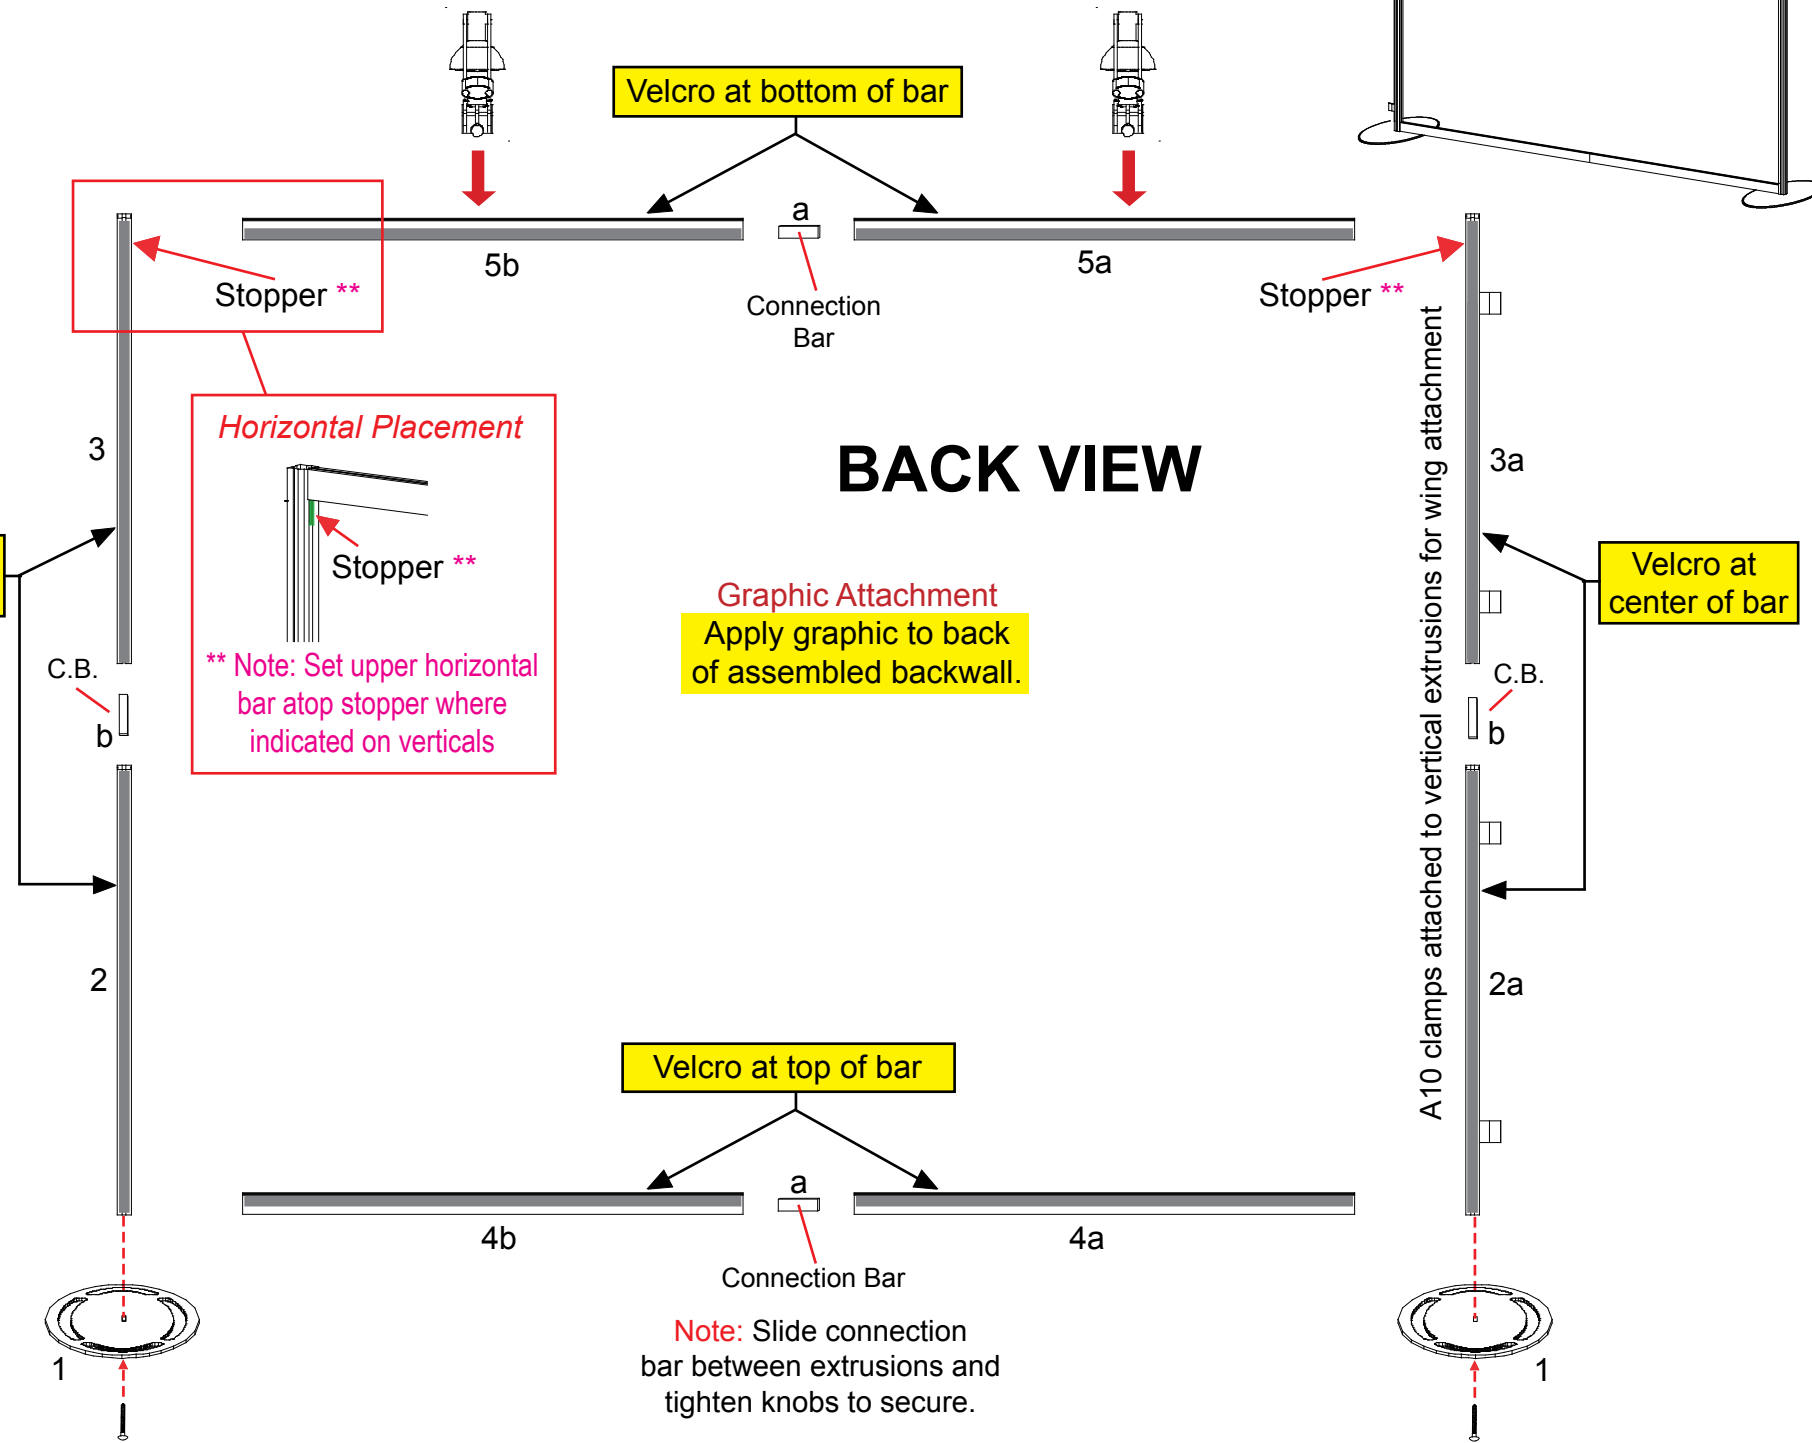 Velcro at bottom of bar
a
5b
5a
Stopper **
Connection
Bar
Stopper **
Horizontal Placement
Stopper **
** Note: Set upper horizontal
bar atop stopper where
indicated on verticals
3
BACK VIEW
3a
Graphic Attachment
Apply graphic to back
of assembled backwall.
A10 clamps attached to vertical extrusions for wing attachment
Velcro at
center of bar
C.B.
b
C.B.
b
2
2a
Velcro at top of bar
a
4b
4a
Connection Bar
Note: Slide connection
bar between extrusions and
tighten knobs to secure.
1
1